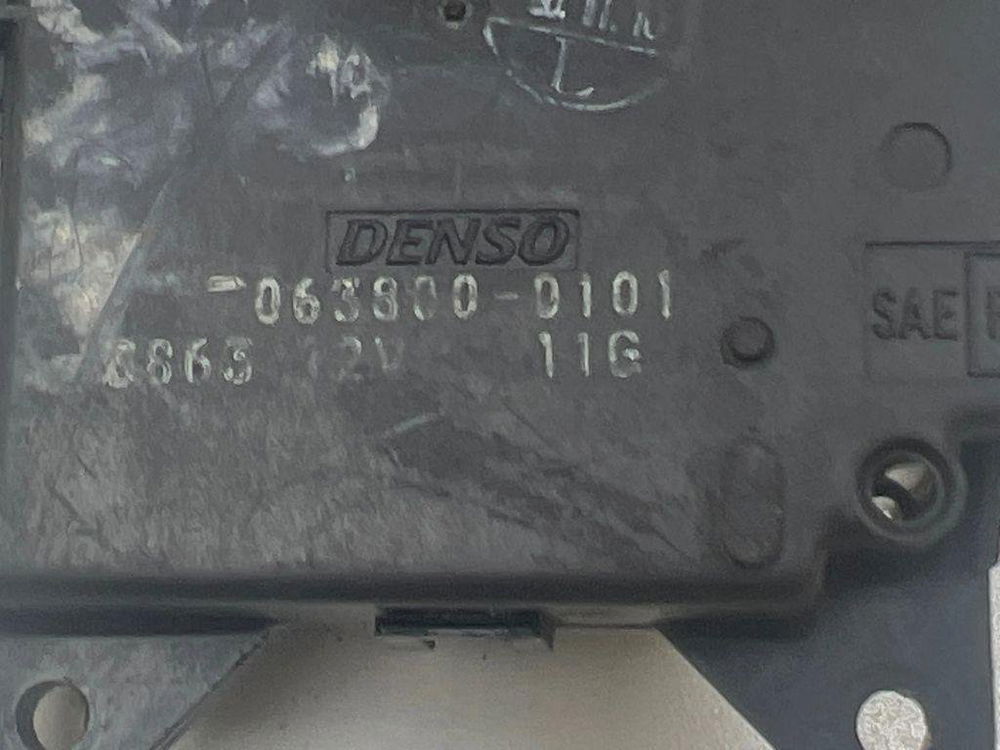 DENSO
063800-0101
12V 11G
SAE